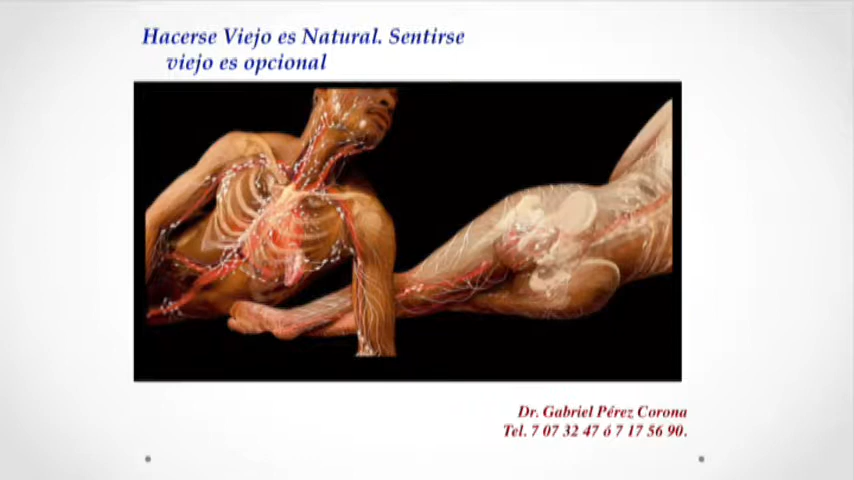 Hacerse Viejo es Natural. Sentirse
viejo es opcional
Dr. Gabriel Pérez Corona
Tel. 7 07 32 47 ó 7 17 56 90.